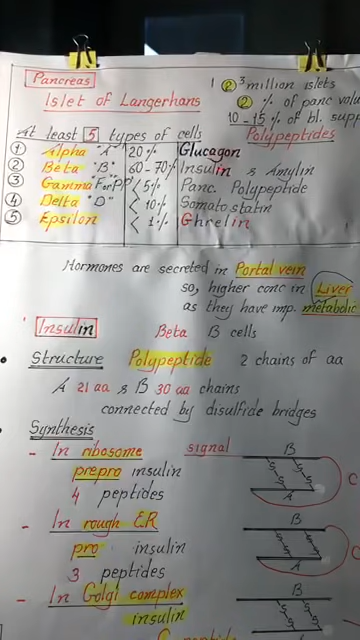 Pancreas
1 ② 3 million islets
Islet of Langerhans
② % of panc
10 - 15 % of bl.
At least 5 types of cells
Polypeptides
① Alpha "A" 20 % Glucagon
② Beta "B" 60 - 70 % Insulin & Amylin
③ Gamma "F or PP" < 5 % Panc. Polypeptide
④ Delta "D" < 10 % Somatostatin
⑤ Epsilon < 1 % Ghrelin
Hormones are secreted in Portal vein
so, higher conc in Liver
as they have imp. metabolic
Insulin Beta B cells
• Structure Polypeptide 2 chains of aa
A 21 aa & B 30 aa chains
connected by disulfide bridges
Synthesis
- In ribosome signal B
prepro insulin S S S S C
4 peptides A
- In rough E.R B
pro insulin S S S S C
3 peptides A
- In Golgi complex B
insulin S S S S
C peptide